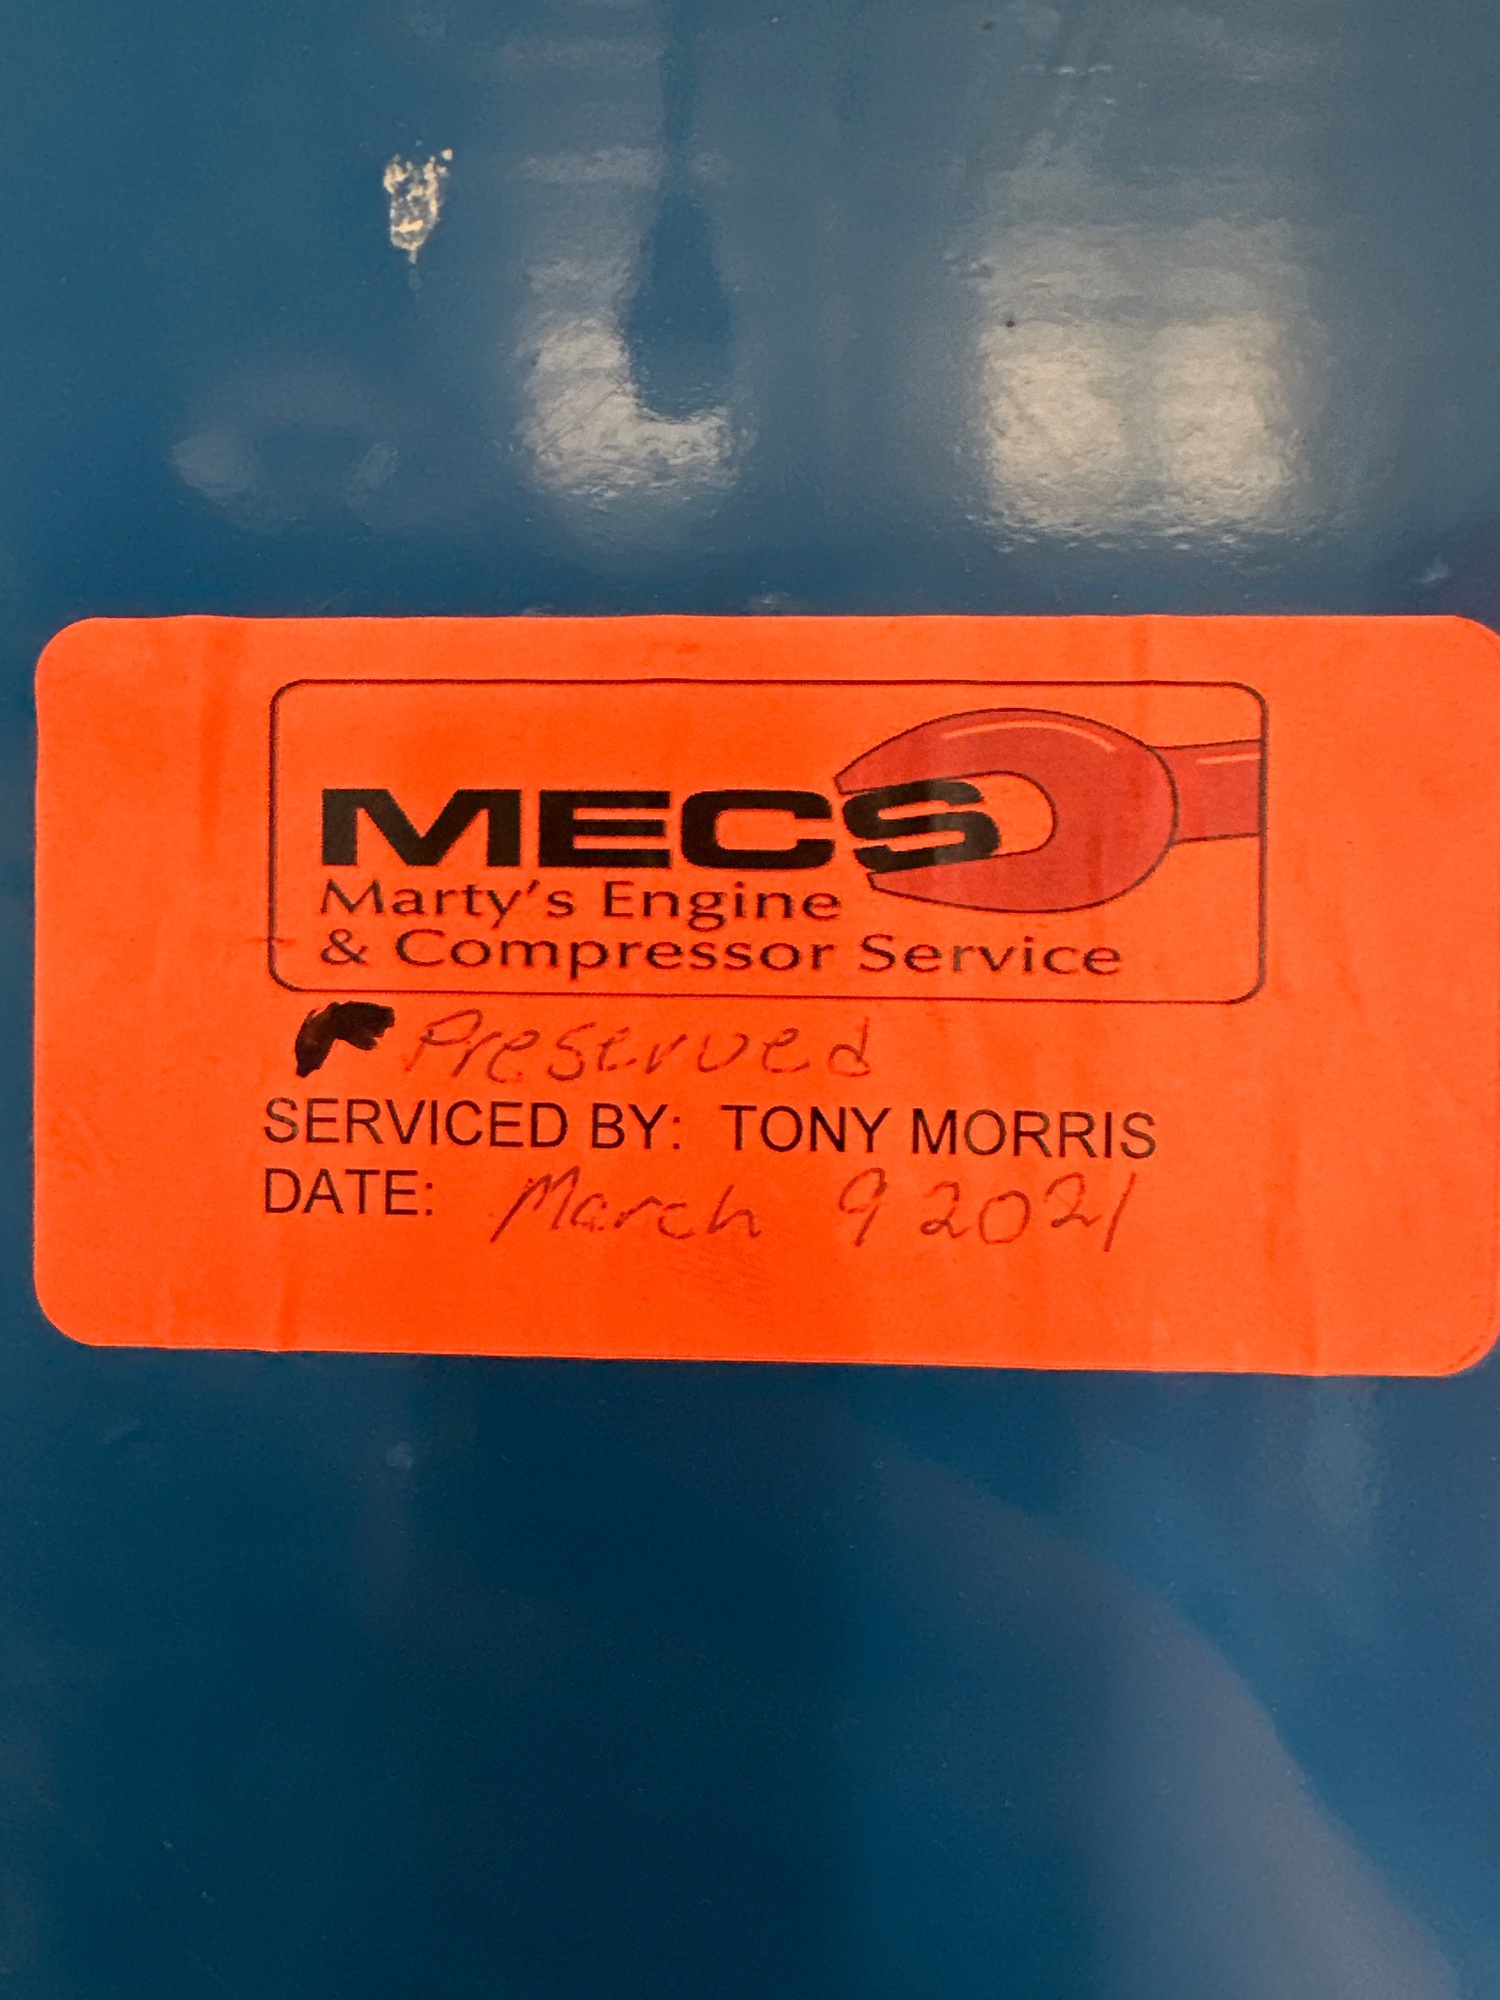 MECS
Marty's Engine
& Compressor Service
Preserved
SERVICED BY: TONY MORRIS
DATE: March 9 2021